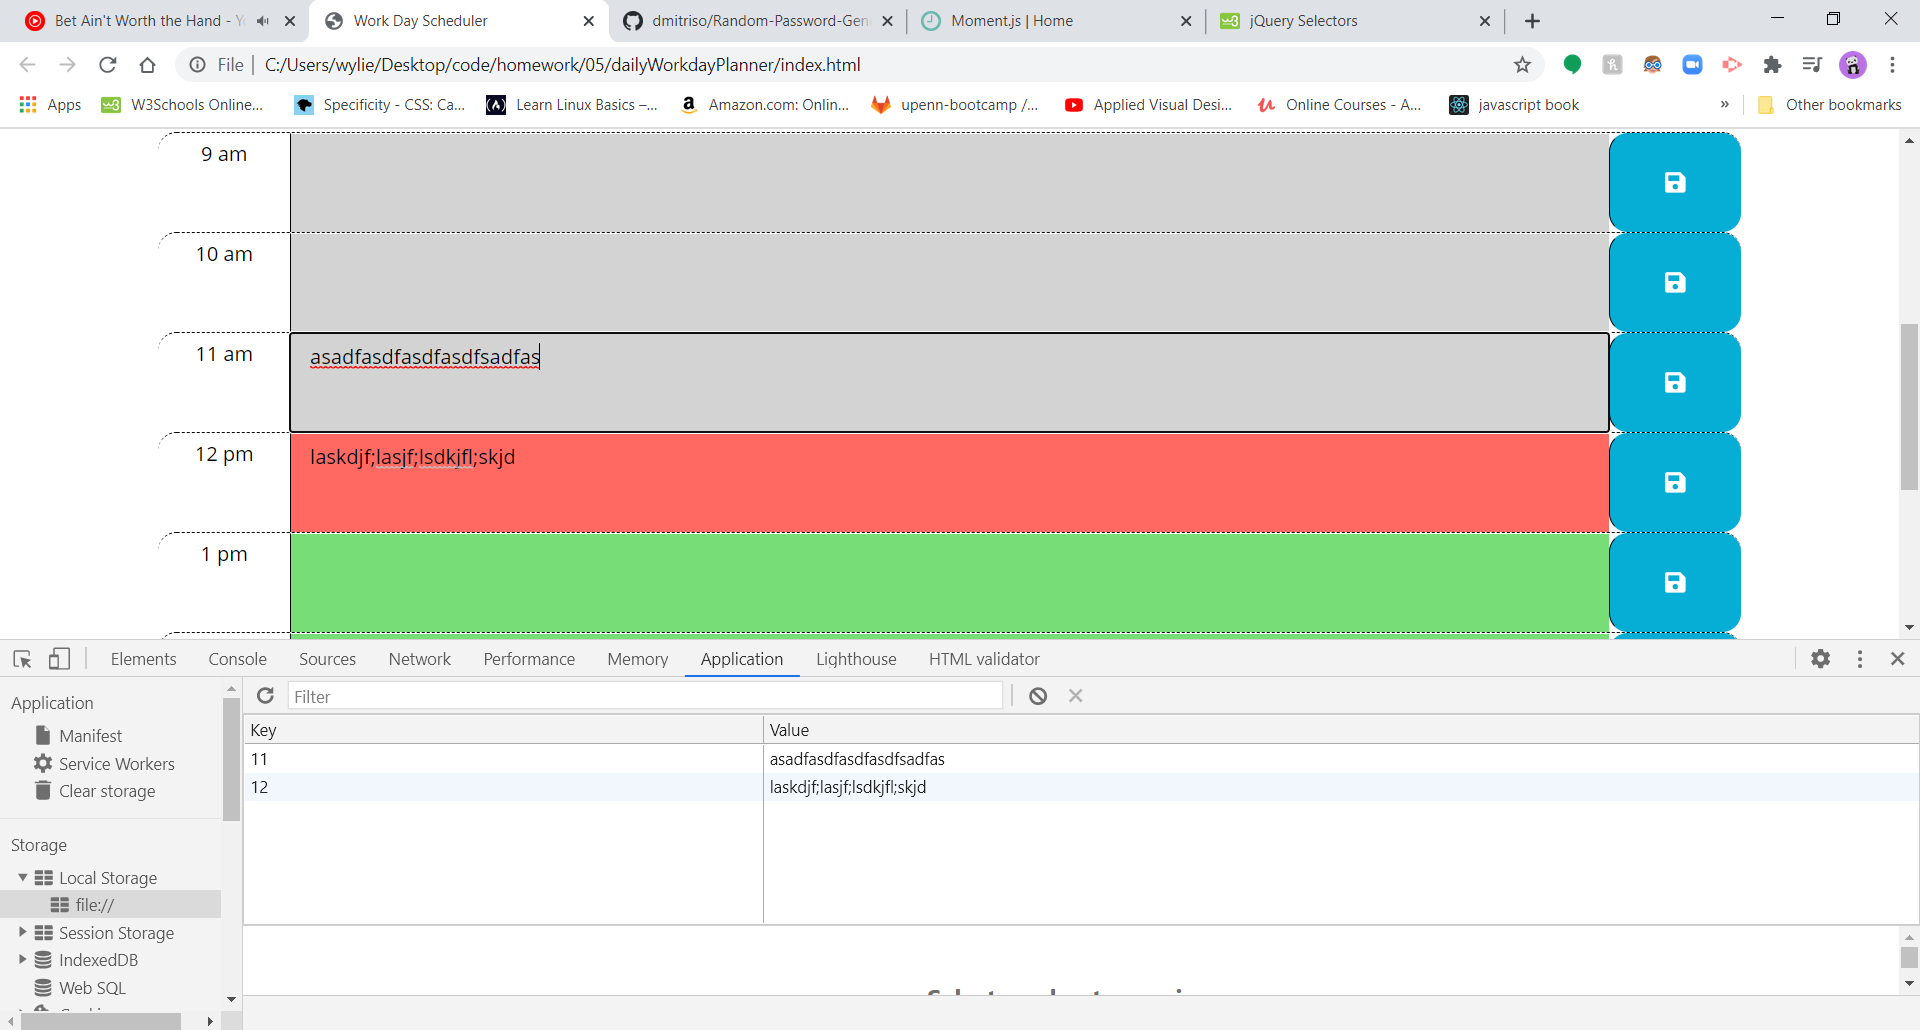 Bet Ain't Worth the Hand - Y
Work Day Scheduler
dmitriso/Random-Password-Gen
Moment.js | Home
jQuery Selectors
File | C:/Users/wylie/Desktop/code/homework/05/dailyWorkdayPlanner/index.html
Apps
W3Schools Online...
Specificity - CSS: Ca...
Learn Linux Basics –...
Amazon.com: Onlin...
upenn-bootcamp /...
Applied Visual Desi...
Online Courses - A...
javascript book
»
Other bookmarks
9 am
10 am
11 am
asadfasdfasdfasdfsadfas
12 pm
laskdjf;lasjf;lsdkjfl;skjd
1 pm
Elements
Console
Sources
Network
Performance
Memory
Application
Lighthouse
HTML validator
Application
Manifest
Service Workers
Clear storage
Storage
Local Storage
file://
Session Storage
IndexedDB
Web SQL
Filter
Key
Value
11
asadfasdfasdfasdfsadfas
12
laskdjf;lasjf;lsdkjfl;skjd